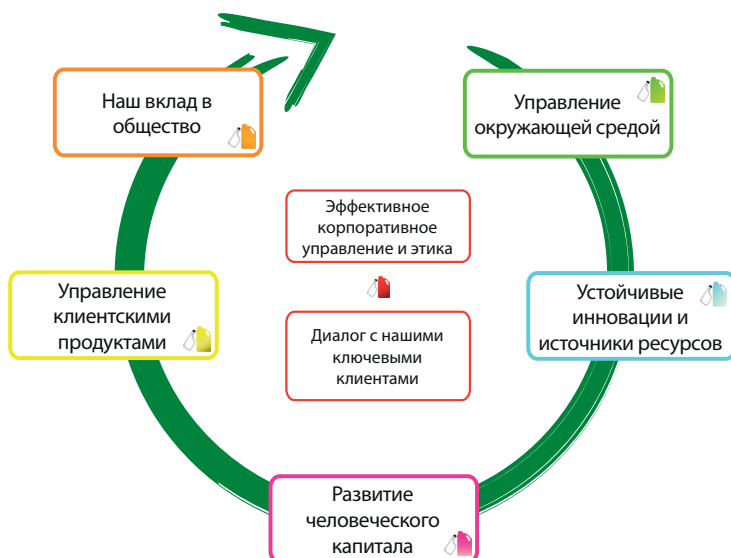 Наш вклад в
общество
Управление
окружающей средой
Эффективное
корпоративное
управление и этика
Управление
клиентскими
продуктами
Устойчивые
инновации и
источники ресурсов
Диалог с нашими
ключевыми
клиентами
Развитие
человеческого
капитала